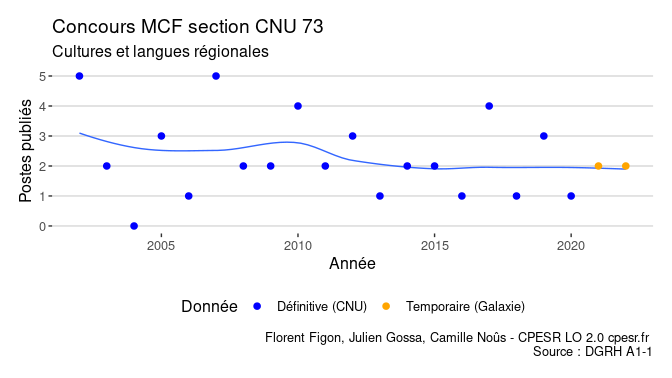 Concours MCF section CNU 73
Cultures et langues régionales
Postes publiés
5
4
3
2
1
0
2005 2010 2015 2020
Année
Donnée Définitive (CNU) Temporaire (Galaxie)
Florent Figon, Julien Gossa, Camille Noûs - CPESR LO 2.0 cpesr.fr
Source : DGRH A1-1